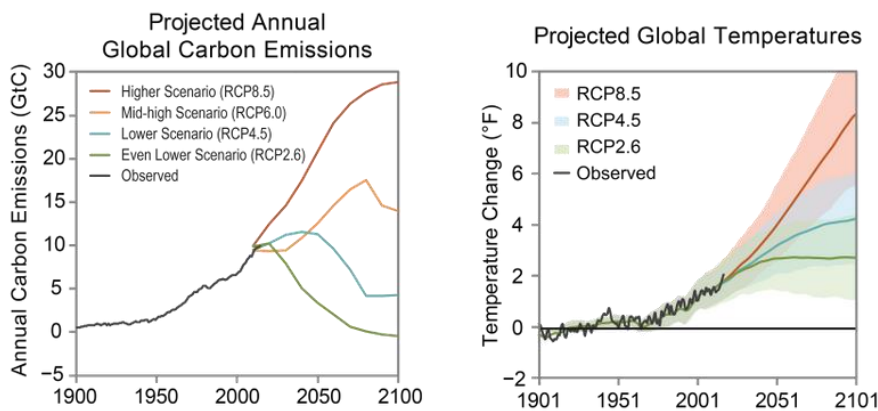 Projected Annual
Global Carbon Emissions
Annual Carbon Emissions (GtC)
30
25
20
15
10
5
0
−5
Higher Scenario (RCP8.5)
Mid-high Scenario (RCP6.0)
Lower Scenario (RCP4.5)
Even Lower Scenario (RCP2.6)
Observed
1900 1950 2000 2050 2100
Projected Global Temperatures
Temperature Change (°F)
10
8
6
4
2
0
−2
RCP8.5
RCP4.5
RCP2.6
Observed
1901 1951 2001 2051 2101